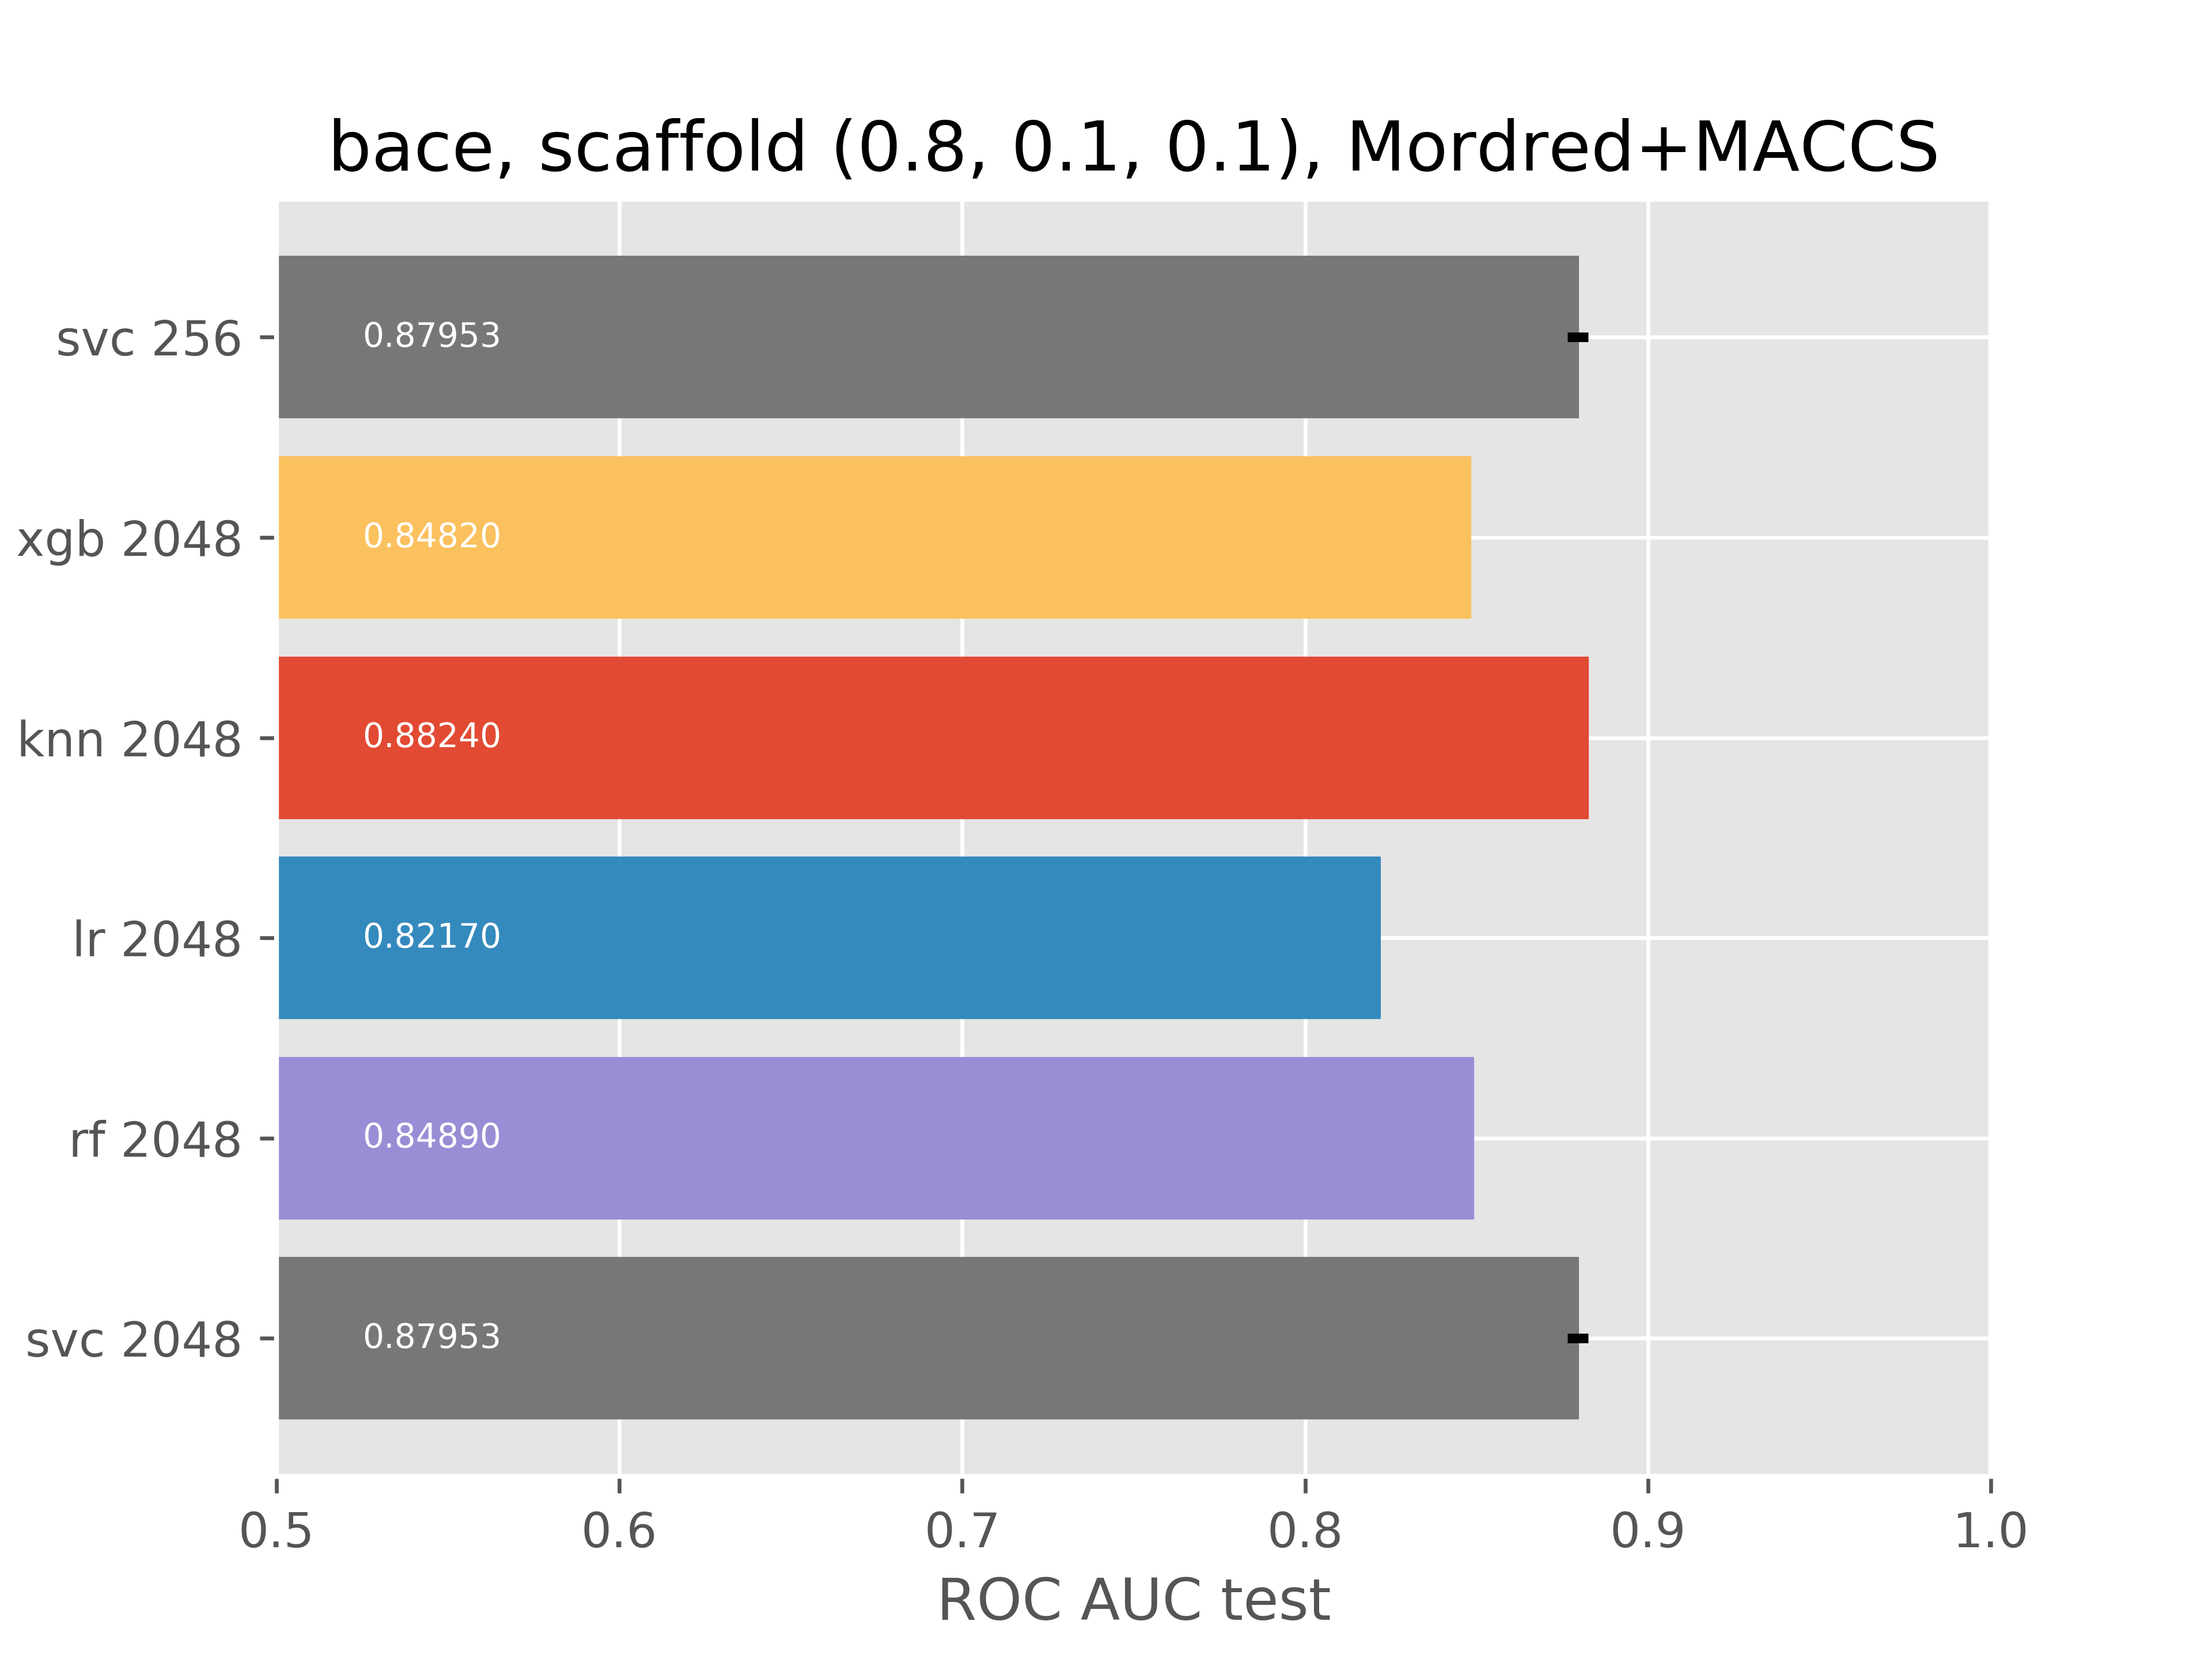 bace, scaffold (0.8, 0.1, 0.1), Mordred+MACCS
svc 256
0.87953
xgb 2048
0.84820
knn 2048
0.88240
lr 2048
0.82170
rf 2048
0.84890
svc 2048
0.87953
0.5 0.6 0.7 0.8 0.9 1.0
ROC AUC test